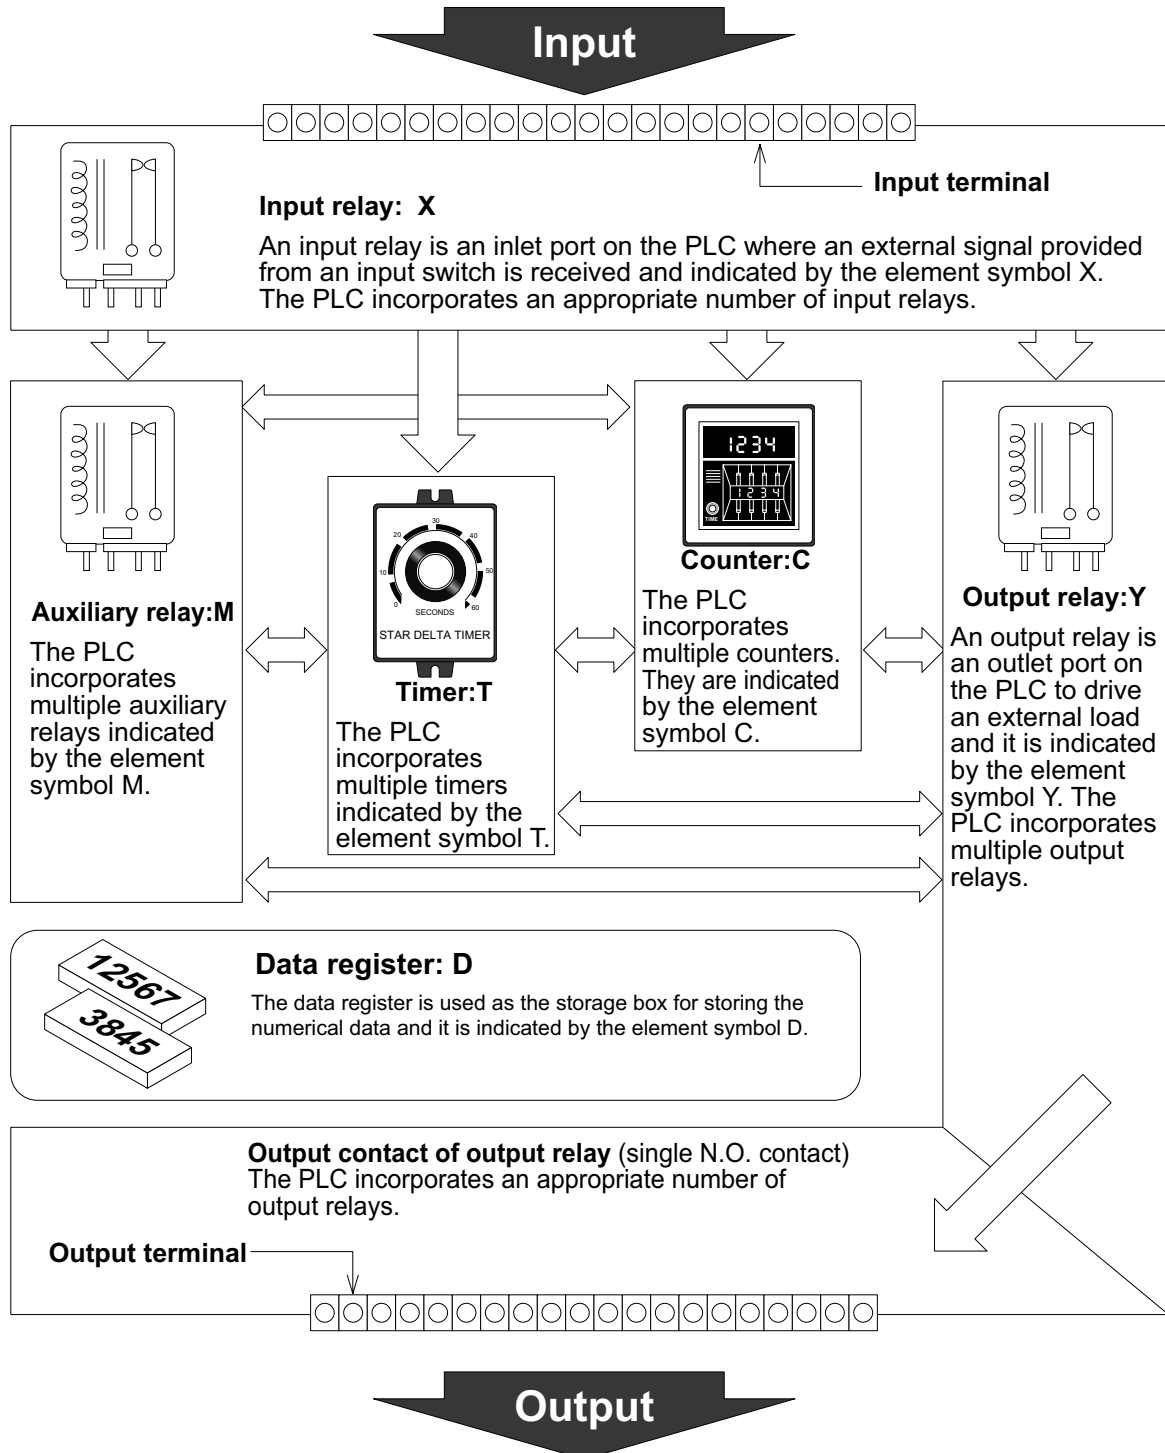 Input
Input terminal
Input relay: X
An input relay is an inlet port on the PLC where an external signal provided
from an input switch is received and indicated by the element symbol X.
The PLC incorporates an appropriate number of input relays.
Auxiliary relay:M
The PLC
incorporates
multiple auxiliary
relays indicated
by the element
symbol M.
0
10
20
30
40
50
60
SECONDS
STAR DELTA TIMER
Timer:T
The PLC
incorporates
multiple timers
indicated by the
element symbol T.
1234
1 2 3 4
TIME
Counter:C
The PLC
incorporates
multiple counters.
They are indicated
by the element
symbol C.
Output relay:Y
An output relay is
an outlet port on
the PLC to drive
an external load
and it is indicated
by the element
symbol Y. The
PLC incorporates
multiple output
relays.
12567
3845
Data register: D
The data register is used as the storage box for storing the
numerical data and it is indicated by the element symbol D.
Output contact of output relay (single N.O. contact)
The PLC incorporates an appropriate number of
output relays.
Output terminal
Output